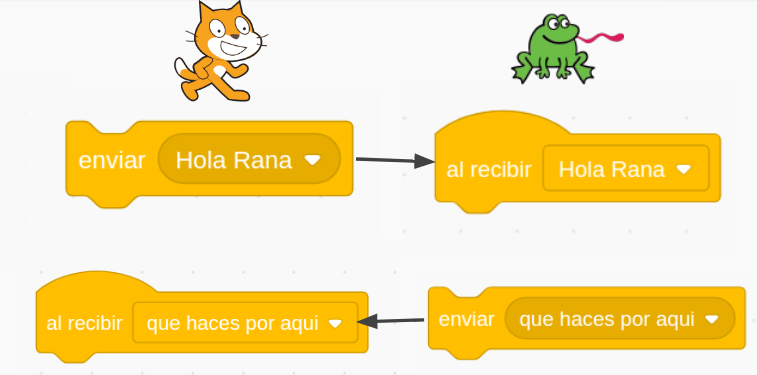 enviar Hola Rana
al recibir Hola Rana
al recibir que haces por aqui
enviar que haces por aqui